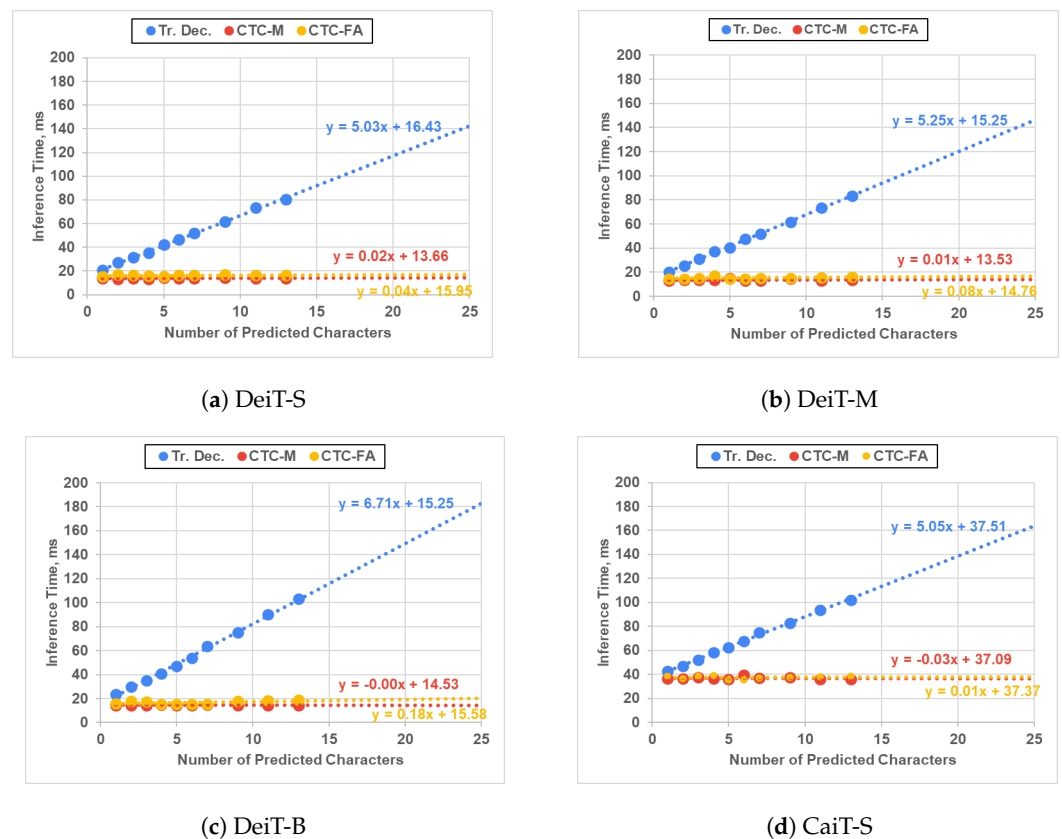 Tr. Dec. CTC-M CTC-FA
200
180
160
140
120
100
80
60
40
20
0
Inference Time, ms
y = 5.03x + 16.43
y = 0.02x + 13.66
y = 0.04x + 15.95
0 5 10 15 20 25
Number of Predicted Characters
(a) DeiT-S
Tr. Dec. CTC-M CTC-FA
200
180
160
140
120
100
80
60
40
20
0
Inference Time, ms
y = 5.25x + 15.25
y = 0.01x + 13.53
y = 0.08x + 14.76
0 5 10 15 20 25
Number of Predicted Characters
(b) DeiT-M
Tr. Dec. CTC-M CTC-FA
200
180
160
140
120
100
80
60
40
20
0
Inference Time, ms
y = 6.71x + 15.25
y = -0.00x + 14.53
y = 0.18x + 15.58
0 5 10 15 20 25
Number of Predicted Characters
(c) DeiT-B
Tr. Dec. CTC-M CTC-FA
200
180
160
140
120
100
80
60
40
20
0
Inference Time, ms
y = 5.05x + 37.51
y = -0.03x + 37.09
y = 0.01x + 37.37
0 5 10 15 20 25
Number of Predicted Characters
(d) CaiT-S